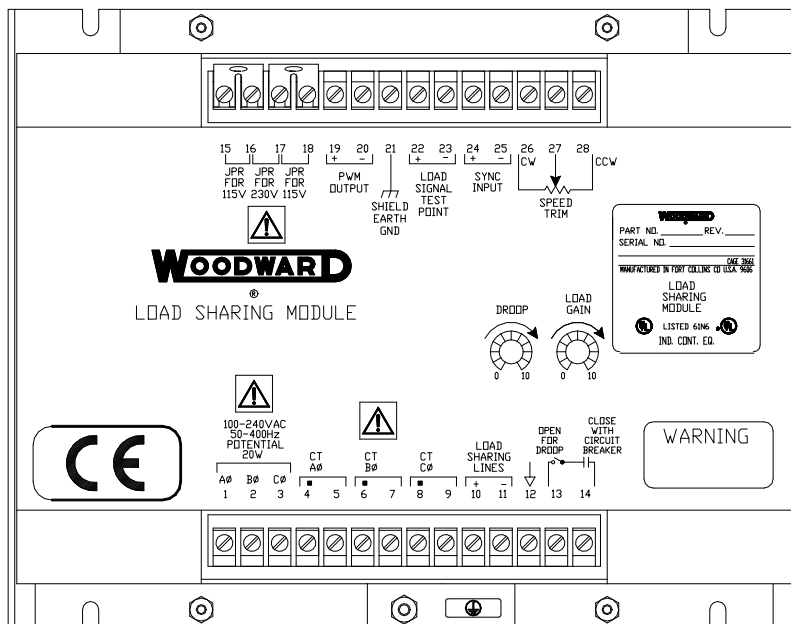 15 16 17 18 19 20 21 22 23 24 25 26 27 28
+ - + - + - CW CCW
JPR FOR 115V
JPR FOR 230V
JPR FOR 115V
PWM OUTPUT
SHIELD EARTH GND
LOAD SIGNAL TEST POINT
SYNC INPUT
SPEED TRIM
WOODWARD
®
LOAD SHARING MODULE
WOODWARD
PART NO. REV.
SERIAL NO.
CAGE 31661
MANUFACTURED IN FORT COLLINS CO U.S.A. 9606
LOAD
SHARING
MODULE
UL LISTED 61N6 UL
IND. CONT. EQ.
DROOP
0 10
LOAD
GAIN
0 10
CE
100-240VAC
50-400Hz
POTENTIAL
20W
AØ BØ CØ
CT
AØ
CT
BØ
CT
CØ
LOAD
SHARING
LINES
+ -
OPEN
FOR
DROOP
CLOSE
WITH
CIRCUIT
BREAKER
1 2 3 4 5 6 7 8 9 10 11 12 13 14
WARNING